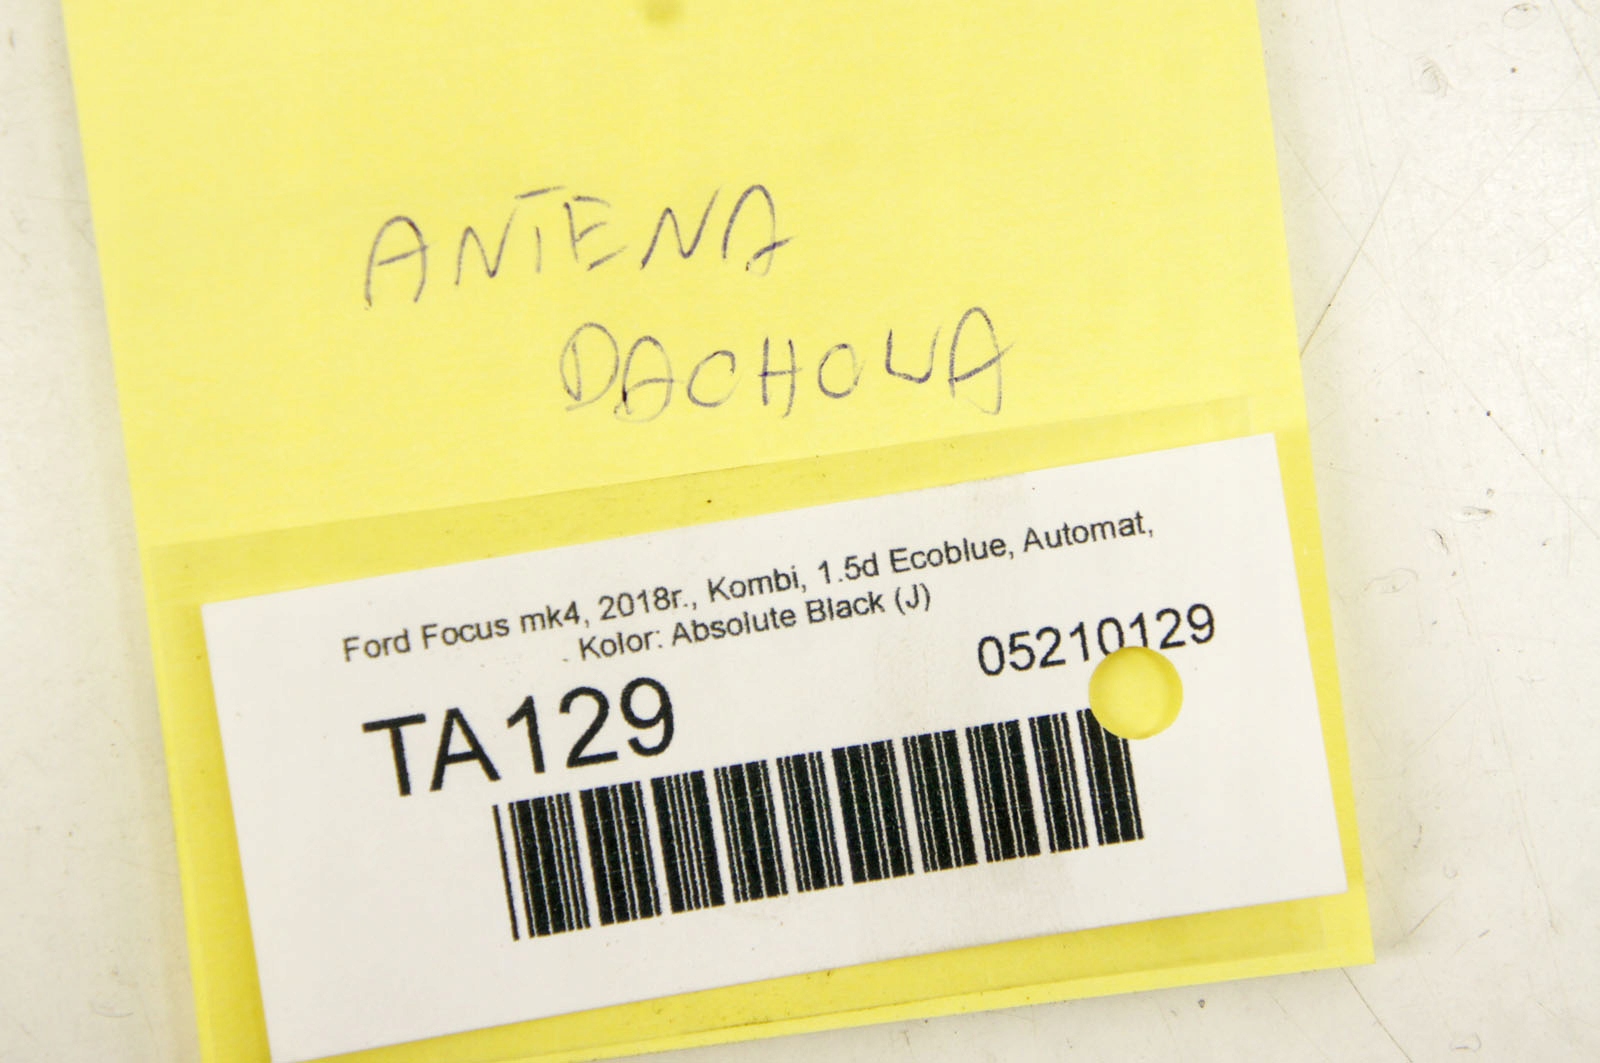 ANTENA
DACHOWA
Ford Focus mk4, 2018r., Kombi, 1.5d Ecoblue, Automat,
Kolor: Absolute Black (J)
05210129
TA129